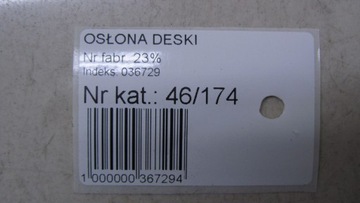 OSŁONA DESKI
Nr fabr. 23%
Indeks 036729
Nr kat.: 46/174
1 000000 367294